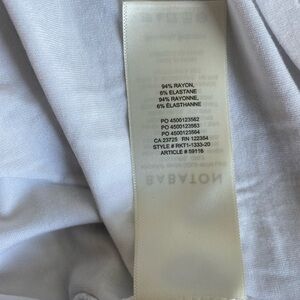 94% RAYON,
6% ELASTANE
94% RAYONNE,
6% ELASTHANNE
PO 4500123562
PO 4500123563
PO 4500123564
CA 23725 RN 122364
STYLE # RKT1-1333-20
ARTICLE # 59116
BABATON